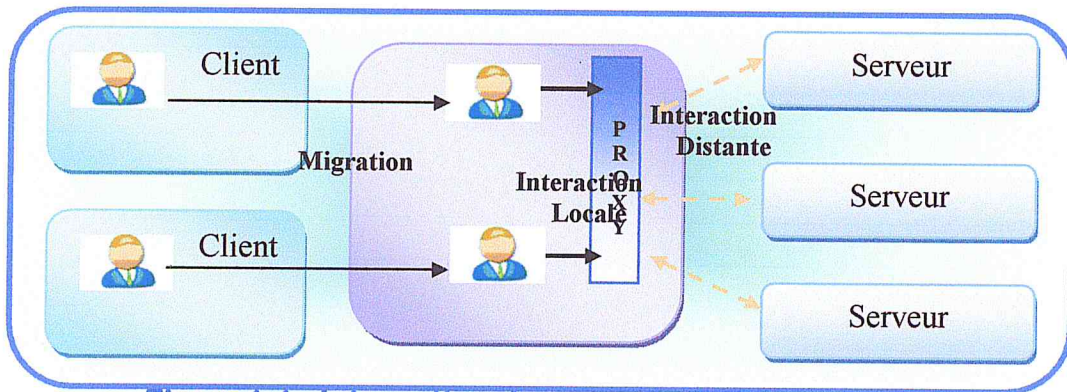 Client
Serveur
Interaction
Distante
PROXY
Migration
Interaction
Locale
Serveur
Client
Serveur